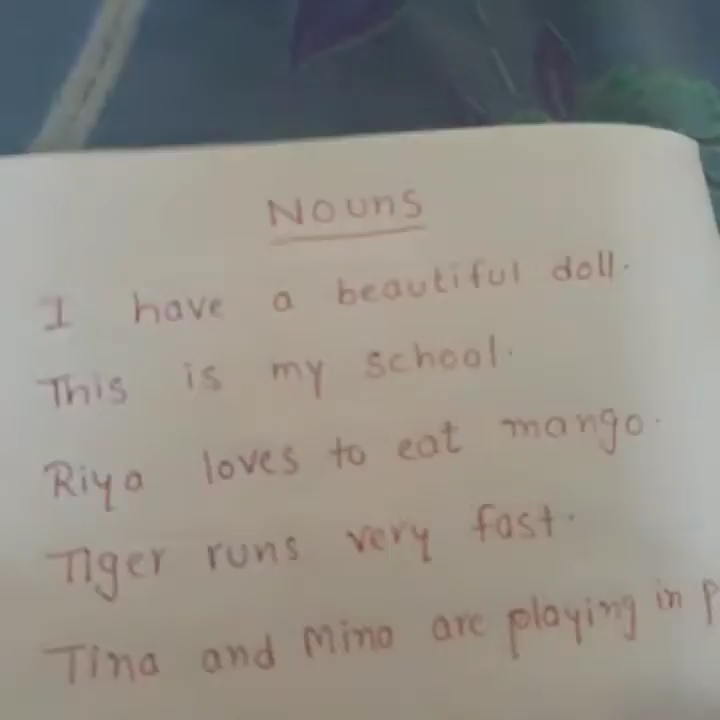 Nouns
I have a beautiful doll.
This is my school.
Riya loves to eat mango.
Tiger runs very fast.
Tina and Mina are playing in